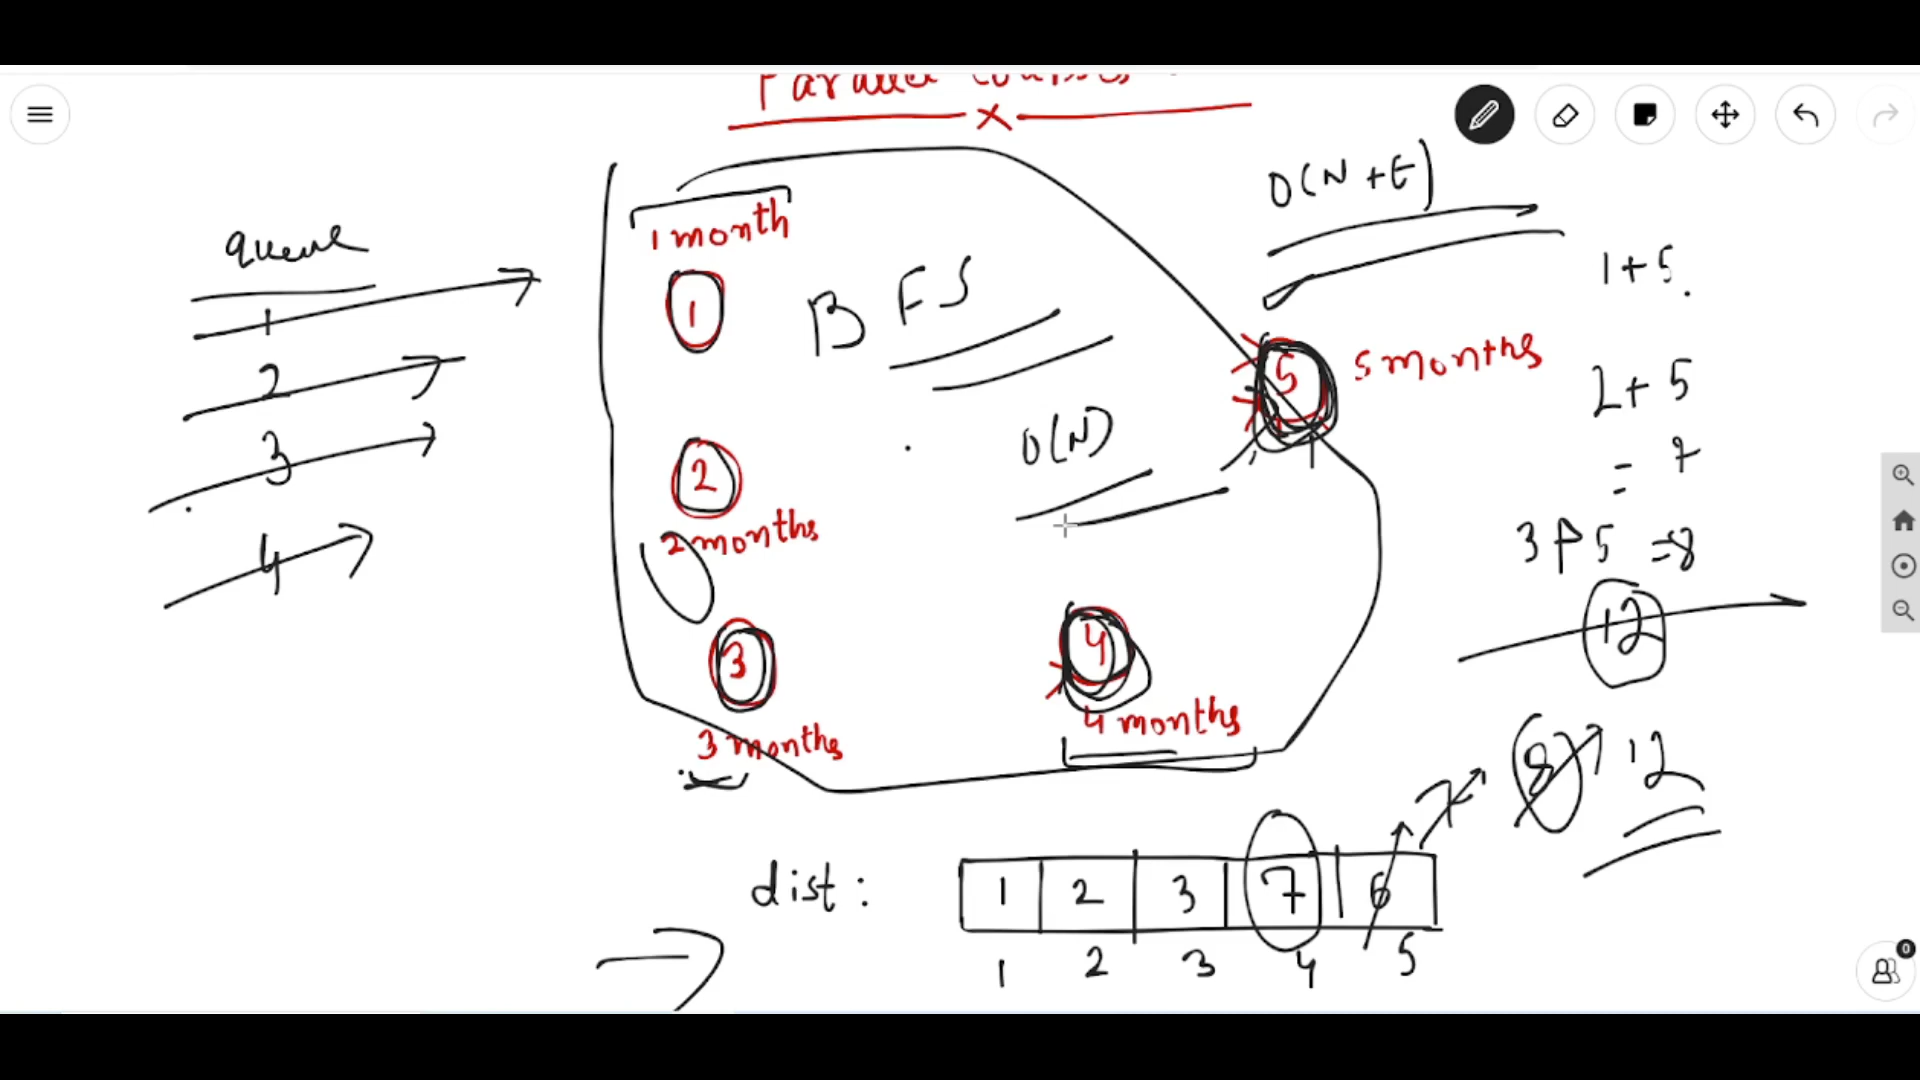 Parallel Courses
O(N+E)
queue
1
2
3
4
1 month
1
BFS
2
2 months
O(N)
3
3 months
4
4 months
5
5 months
1+5
2+5
= 7
3+5 =8
12
7
8
12
dist:
1 2 3 7 6
1 2 3 4 5
0